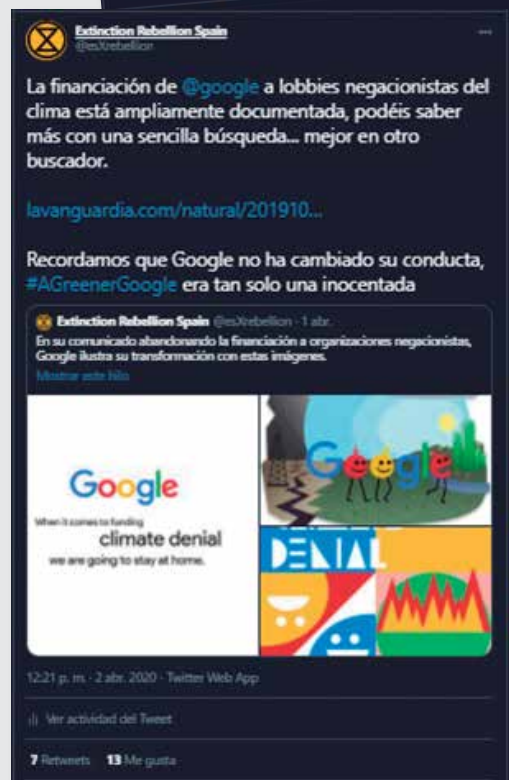 Extinction Rebellion Spain
@esXrebellion
La financiación de @google a lobbies negacionistas del
clima está ampliamente documentada, podéis saber
más con una sencilla búsqueda... mejor en otro
buscador.
lavanguardia.com/natural/201910...
Recordamos que Google no ha cambiado su conducta,
#AGreenerGoogle era tan solo una inocentada
Extinction Rebellion Spain @esXrebellion · 1 abr.
En su comunicado abandonando la financiación a organizaciones negacionistas,
Google ilustra su transformación con estas imágenes.
Mostrar este hilo
Google
When it comes to funding
climate denial
we are going to stay at home.
Google
DENIAL
12:21 p. m. · 2 abr. 2020 · Twitter Web App
Ver actividad del Tweet
7 Retweets 13 Me gusta